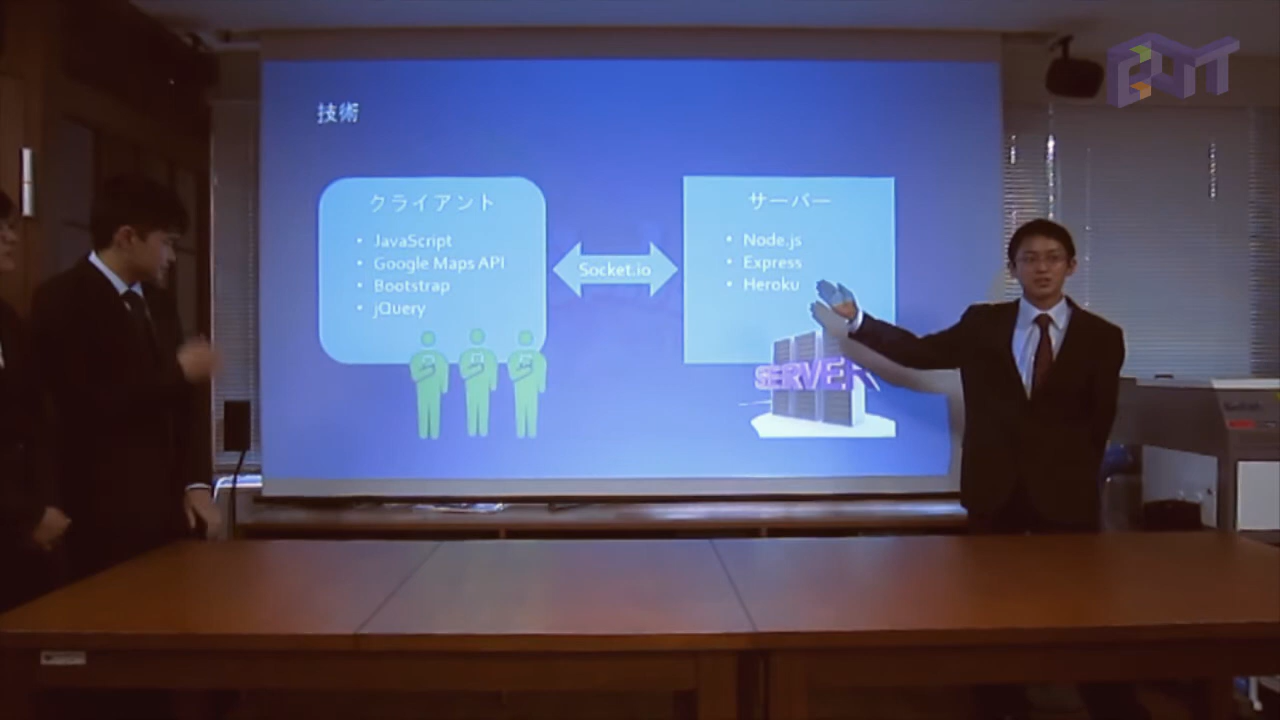 技術
クライアント
• JavaScript
• Google Maps API
• Bootstrap
• jQuery
Socket.io
サーバー
• Node.js
• Express
• Heroku
SERVER